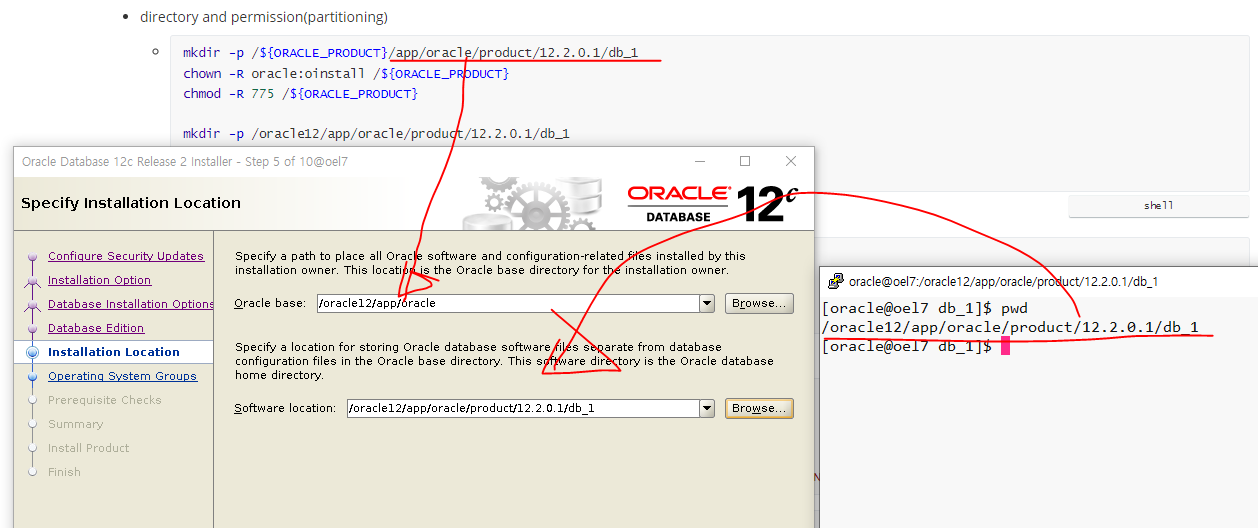 directory and permission(partitioning)
mkdir -p /${ORACLE_PRODUCT}/app/oracle/product/12.2.0.1/db_1
chown -R oracle:oinstall /${ORACLE_PRODUCT}
chmod -R 775 /${ORACLE_PRODUCT}
mkdir -p /oracle12/app/oracle/product/12.2.0.1/db_1
Oracle Database 12c Release 2 Installer - Step 5 of 10@oel7
Specify Installation Location
ORACLE
DATABASE
12c
shell
Configure Security Updates
Installation Option
Database Installation Options
Database Edition
Installation Location
Operating System Groups
Prerequisite Checks
Summary
Install Product
Finish
Specify a path to place all Oracle software and configuration-related files installed by this
installation owner. This location is the Oracle base directory for the installation owner.
Oracle base:
/oracle12/app/oracle
Browse...
Specify a location for storing Oracle database software files separate from database
configuration files in the Oracle base directory. This software directory is the Oracle database
home directory.
Software location:
/oracle12/app/oracle/product/12.2.0.1/db_1
Browse...
oracle@oel7:/oracle12/app/oracle/product/12.2.0.1/db_1
[oracle@oel7 db_1]$ pwd
/oracle12/app/oracle/product/12.2.0.1/db_1
[oracle@oel7 db_1]$